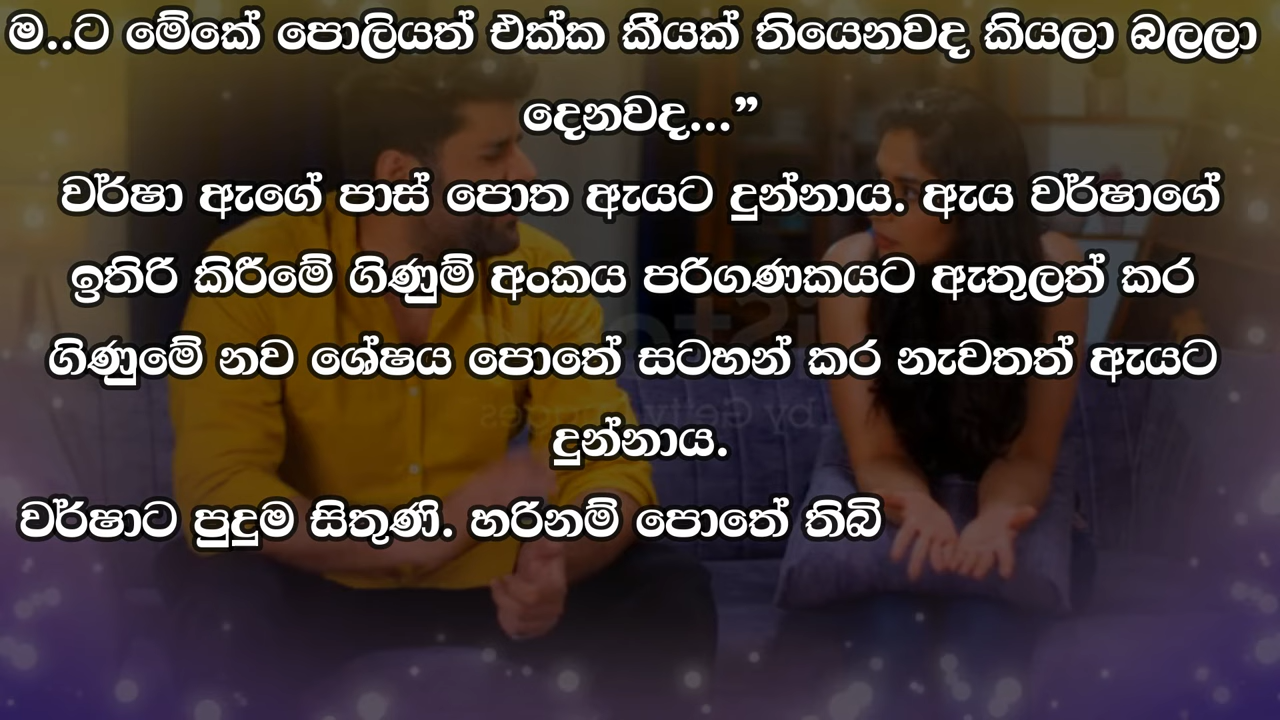 ම..ට මේකේ පොලියත් එක්ක කීයක් තියෙනවද කියලා බලලා
දෙනවද...”
වර්ෂා ඇගේ පාස් පොත ඇයට දුන්නාය. ඇය වර්ෂාගේ
ඉතිරි කිරීමේ ගිණුම් අංකය පරිගණකයට ඇතුලත් කර
ගිණුමේ නව ශේෂය පොතේ සටහන් කර නැවතත් ඇයට
දුන්නාය.
වර්ෂාට පුදුම සිතුණි. හරිනම් පොතේ තිබි